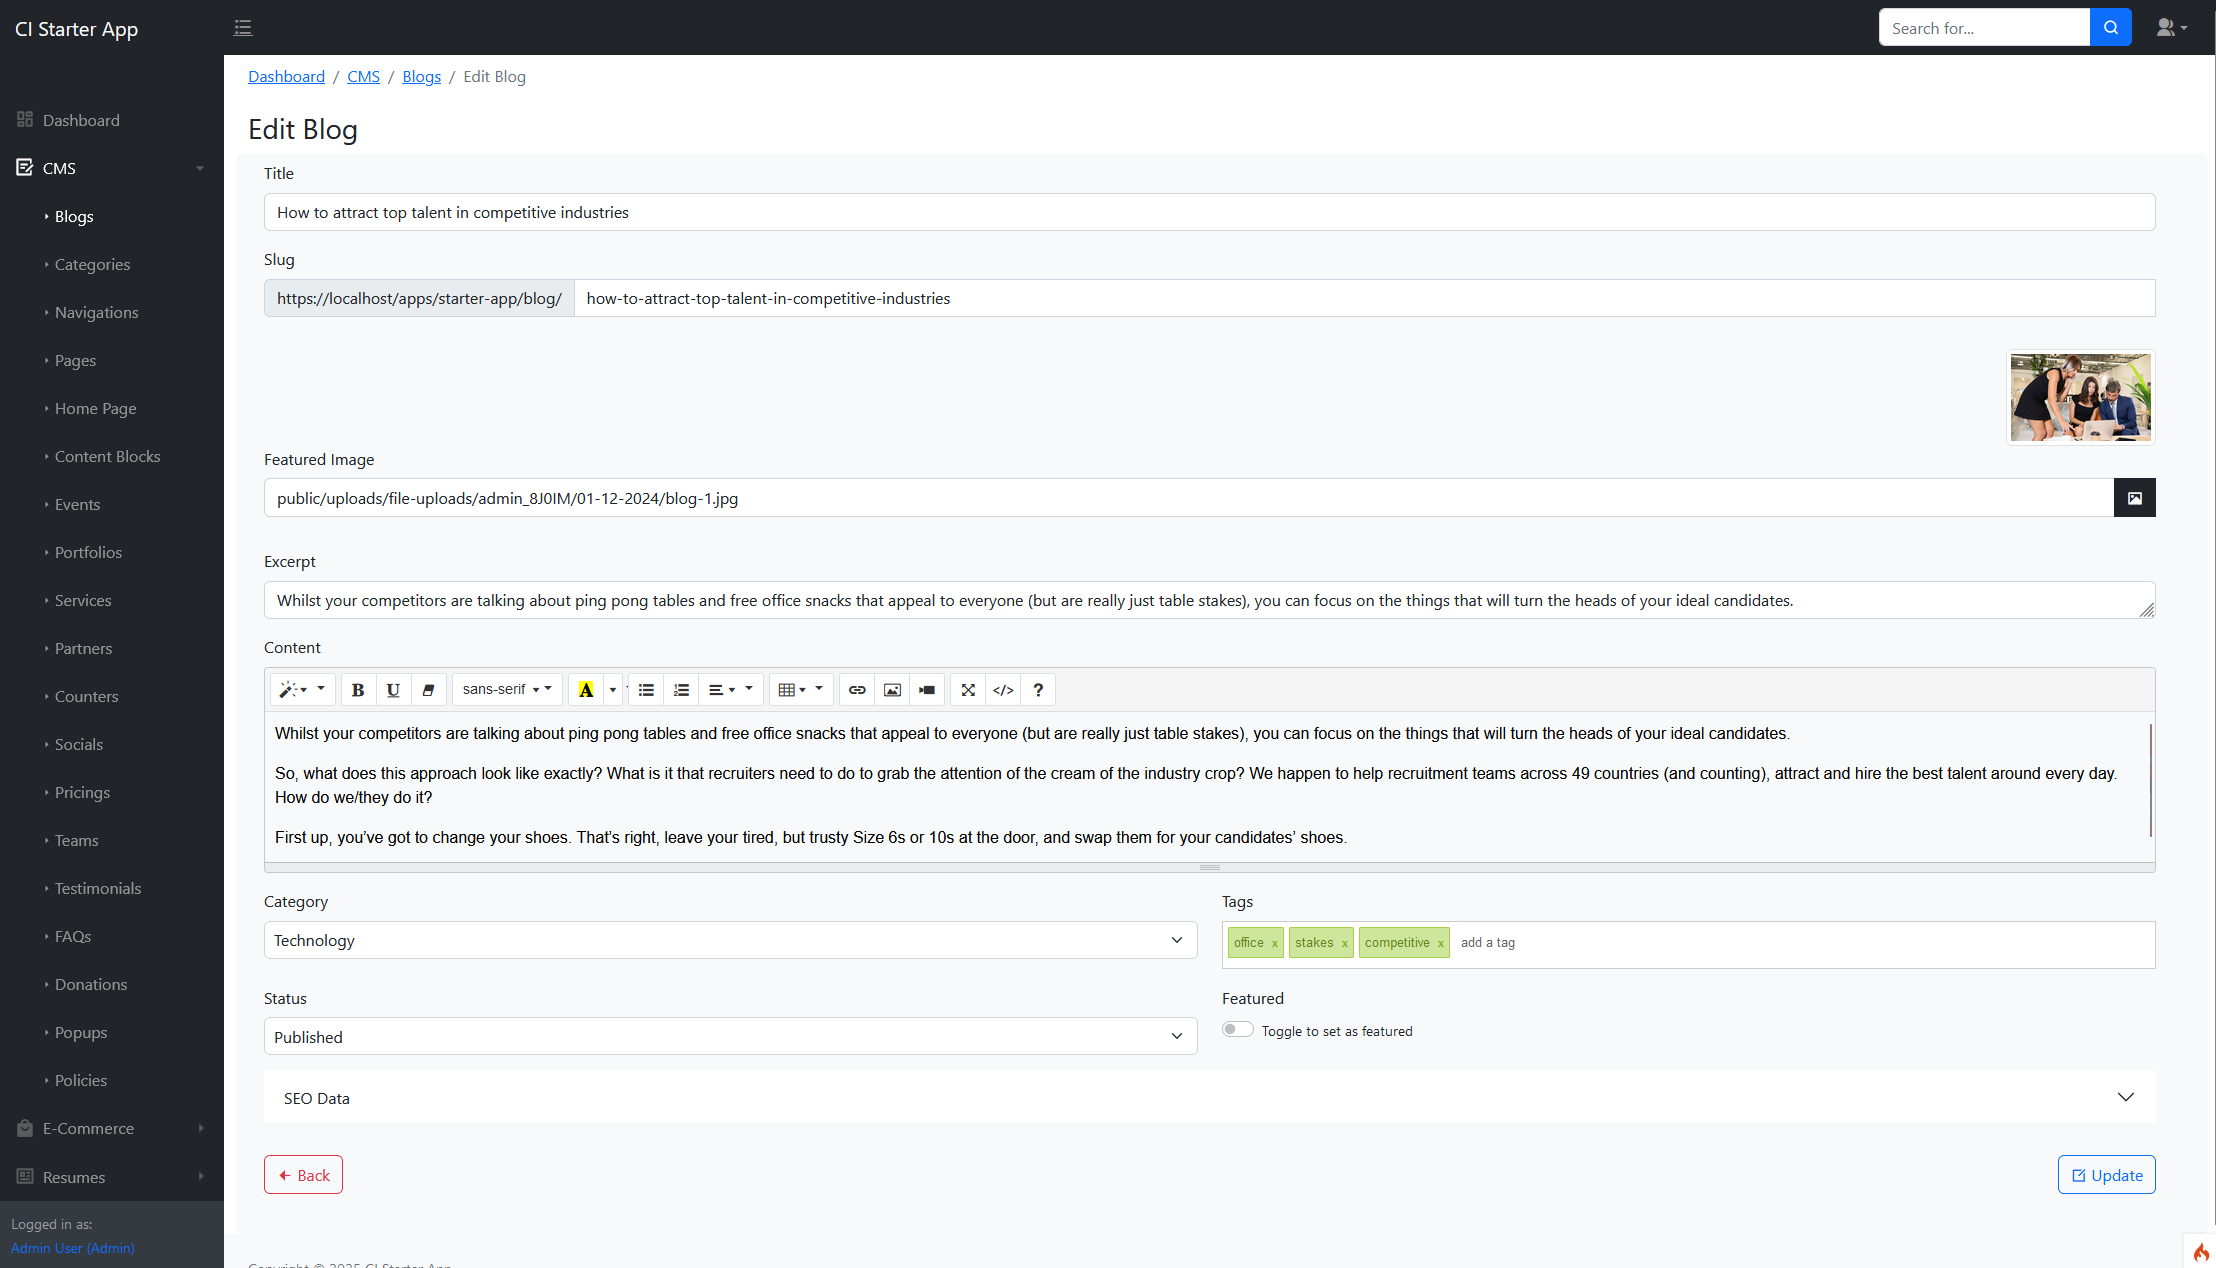 CI Starter App
Search for...
Dashboard / CMS / Blogs / Edit Blog
Dashboard
CMS
Blogs
Categories
Navigations
Pages
Home Page
Content Blocks
Events
Portfolios
Services
Partners
Counters
Socials
Pricings
Teams
Testimonials
FAQs
Donations
Popups
Policies
E-Commerce
Resumes
Logged in as:
Admin User (Admin)
Edit Blog
Title
How to attract top talent in competitive industries
Slug
https://localhost/apps/starter-app/blog/ how-to-attract-top-talent-in-competitive-industries
Featured Image
public/uploads/file-uploads/admin_8J0IM/01-12-2024/blog-1.jpg
Excerpt
Whilst your competitors are talking about ping pong tables and free office snacks that appeal to everyone (but are really just table stakes), you can focus on the things that will turn the heads of your ideal candidates.
Content
B U sans-serif A </> ?
Whilst your competitors are talking about ping pong tables and free office snacks that appeal to everyone (but are really just table stakes), you can focus on the things that will turn the heads of your ideal candidates.
So, what does this approach look like exactly? What is it that recruiters need to do to grab the attention of the cream of the industry crop? We happen to help recruitment teams across 49 countries (and counting), attract and hire the best talent around every day.
How do we/they do it?
First up, you’ve got to change your shoes. That’s right, leave your tired, but trusty Size 6s or 10s at the door, and swap them for your candidates’ shoes.
Category
Technology
Tags
office x stakes x competitive x add a tag
Status
Published
Featured
Toggle to set as featured
SEO Data
Back
Update
Copyright © 2025 CI Starter App